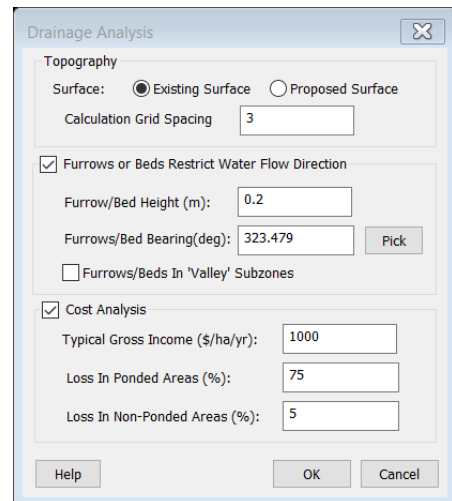 Drainage Analysis
Topography
Surface: Existing Surface Proposed Surface
Calculation Grid Spacing 3
Furrows or Beds Restrict Water Flow Direction
Furrow/Bed Height (m): 0.2
Furrows/Bed Bearing(deg): 323.479 Pick
Furrows/Beds In 'Valley' Subzones
Cost Analysis
Typical Gross Income ($/ha/yr): 1000
Loss In Ponded Areas (%): 75
Loss In Non-Ponded Areas (%): 5
Help OK Cancel